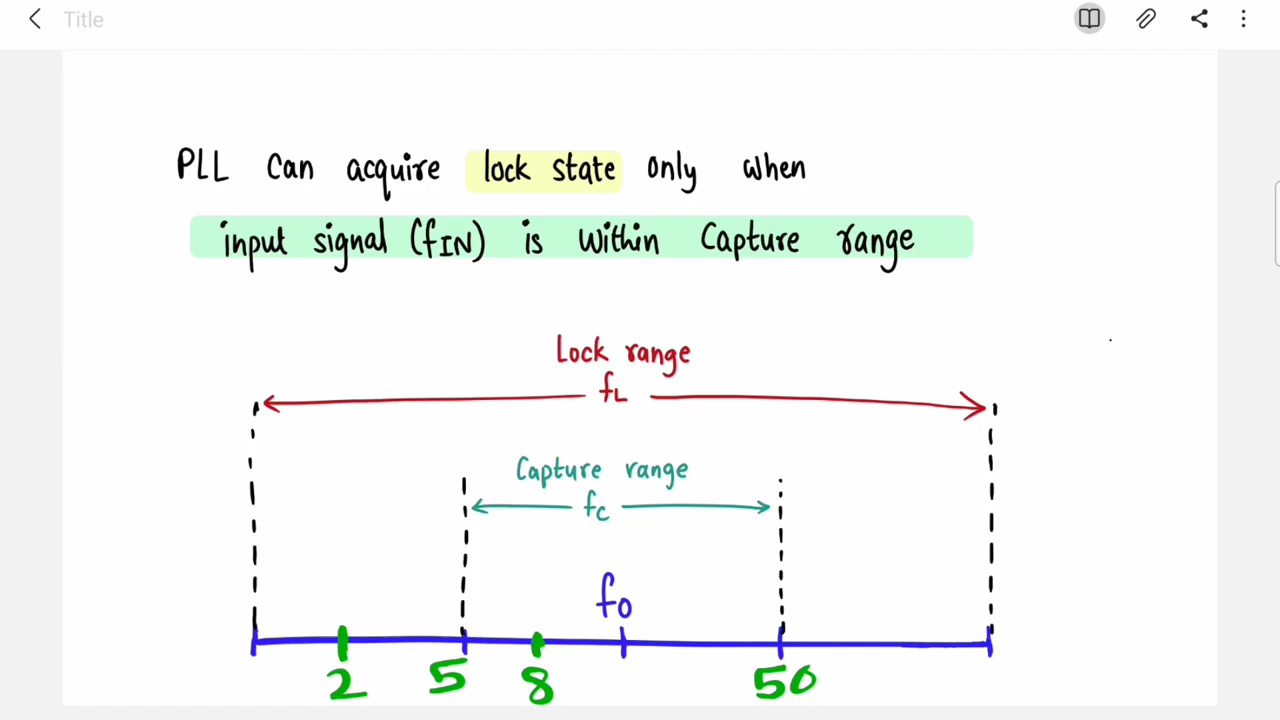 Title
PLL Can acquire lock state only when
input signal (fIN) is within Capture range
Lock range
fL
Capture range
fC
fo
2 5 8 50